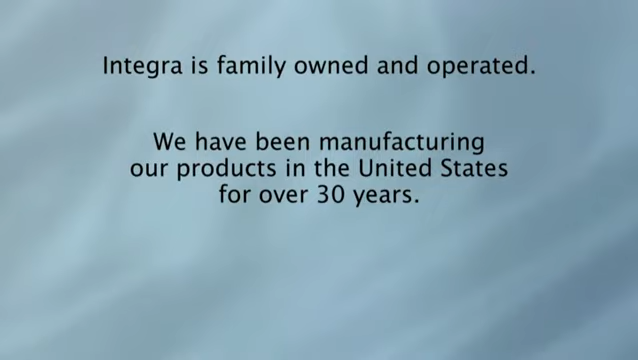 Integra is family owned and operated.
We have been manufacturing
our products in the United States
for over 30 years.